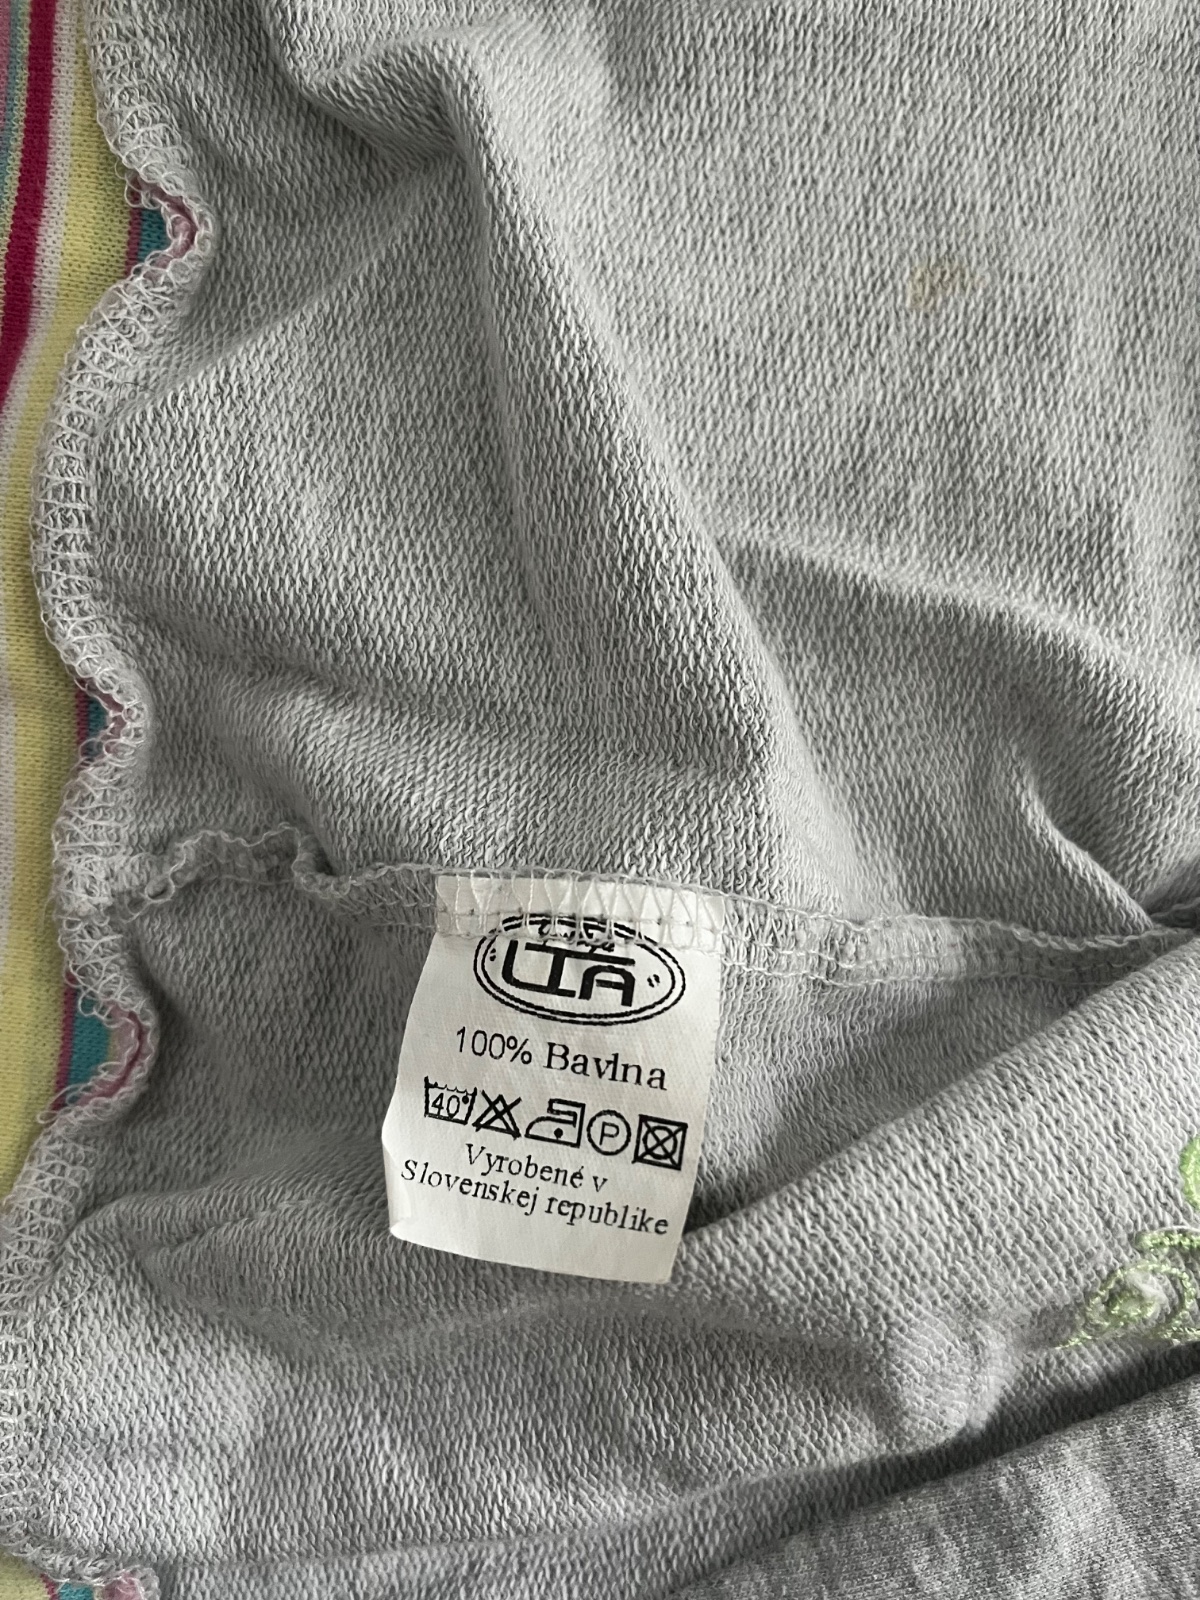 LIA
100% Bavlna
40° P
Vyrobené v
Slovenskej republike